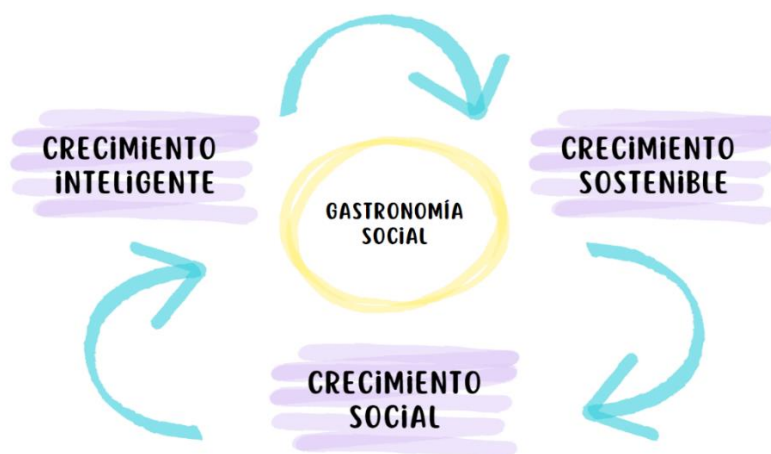 CRECIMIENTO
INTELIGENTE
CRECIMIENTO
SOSTENIBLE
GASTRONOMÍA
SOCIAL
CRECIMIENTO
SOCIAL